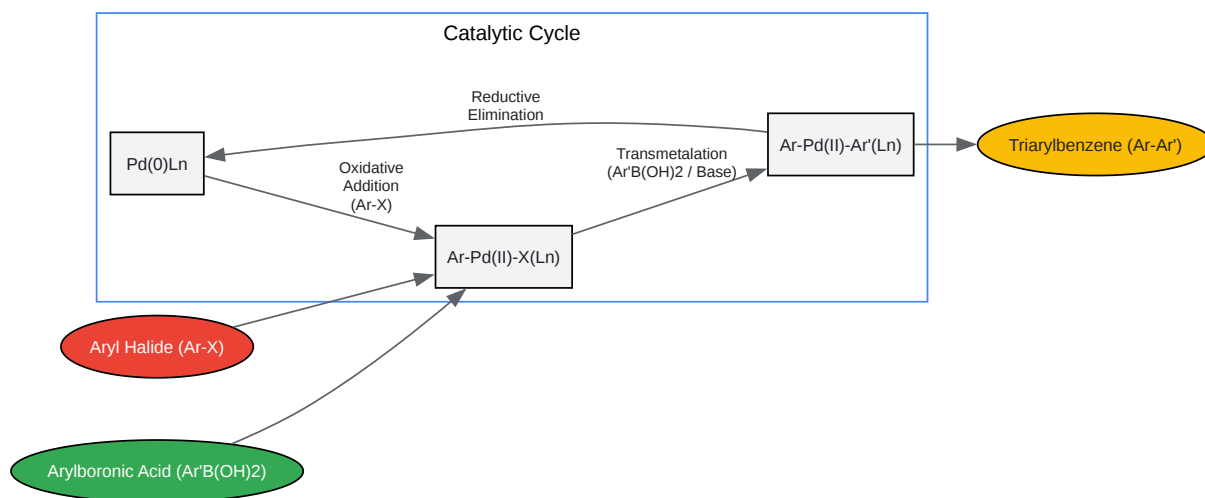 Catalytic Cycle
Reductive
Elimination
Pd(0)Ln
Oxidative
Addition
(Ar-X)
Transmetalation
(Ar'B(OH)2 / Base)
Ar-Pd(II)-Ar'(Ln)
Triarylbenzene (Ar-Ar')
Ar-Pd(II)-X(Ln)
Aryl Halide (Ar-X)
Arylboronic Acid (Ar'B(OH)2)